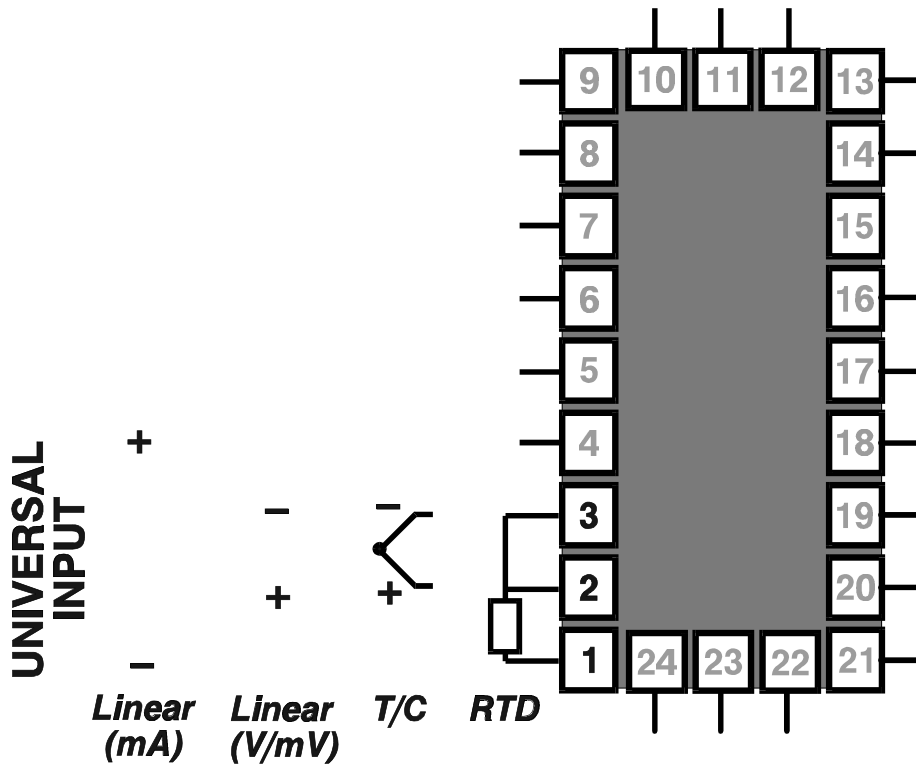 9 10 11 12 13
8 14
7 15
6 16
5 17
4 18
+
3 19
− −
2 20
+ +
1 24 23 22 21
−
UNIVERSAL
INPUT
Linear
(mA)
Linear
(V/mV)
T/C
RTD